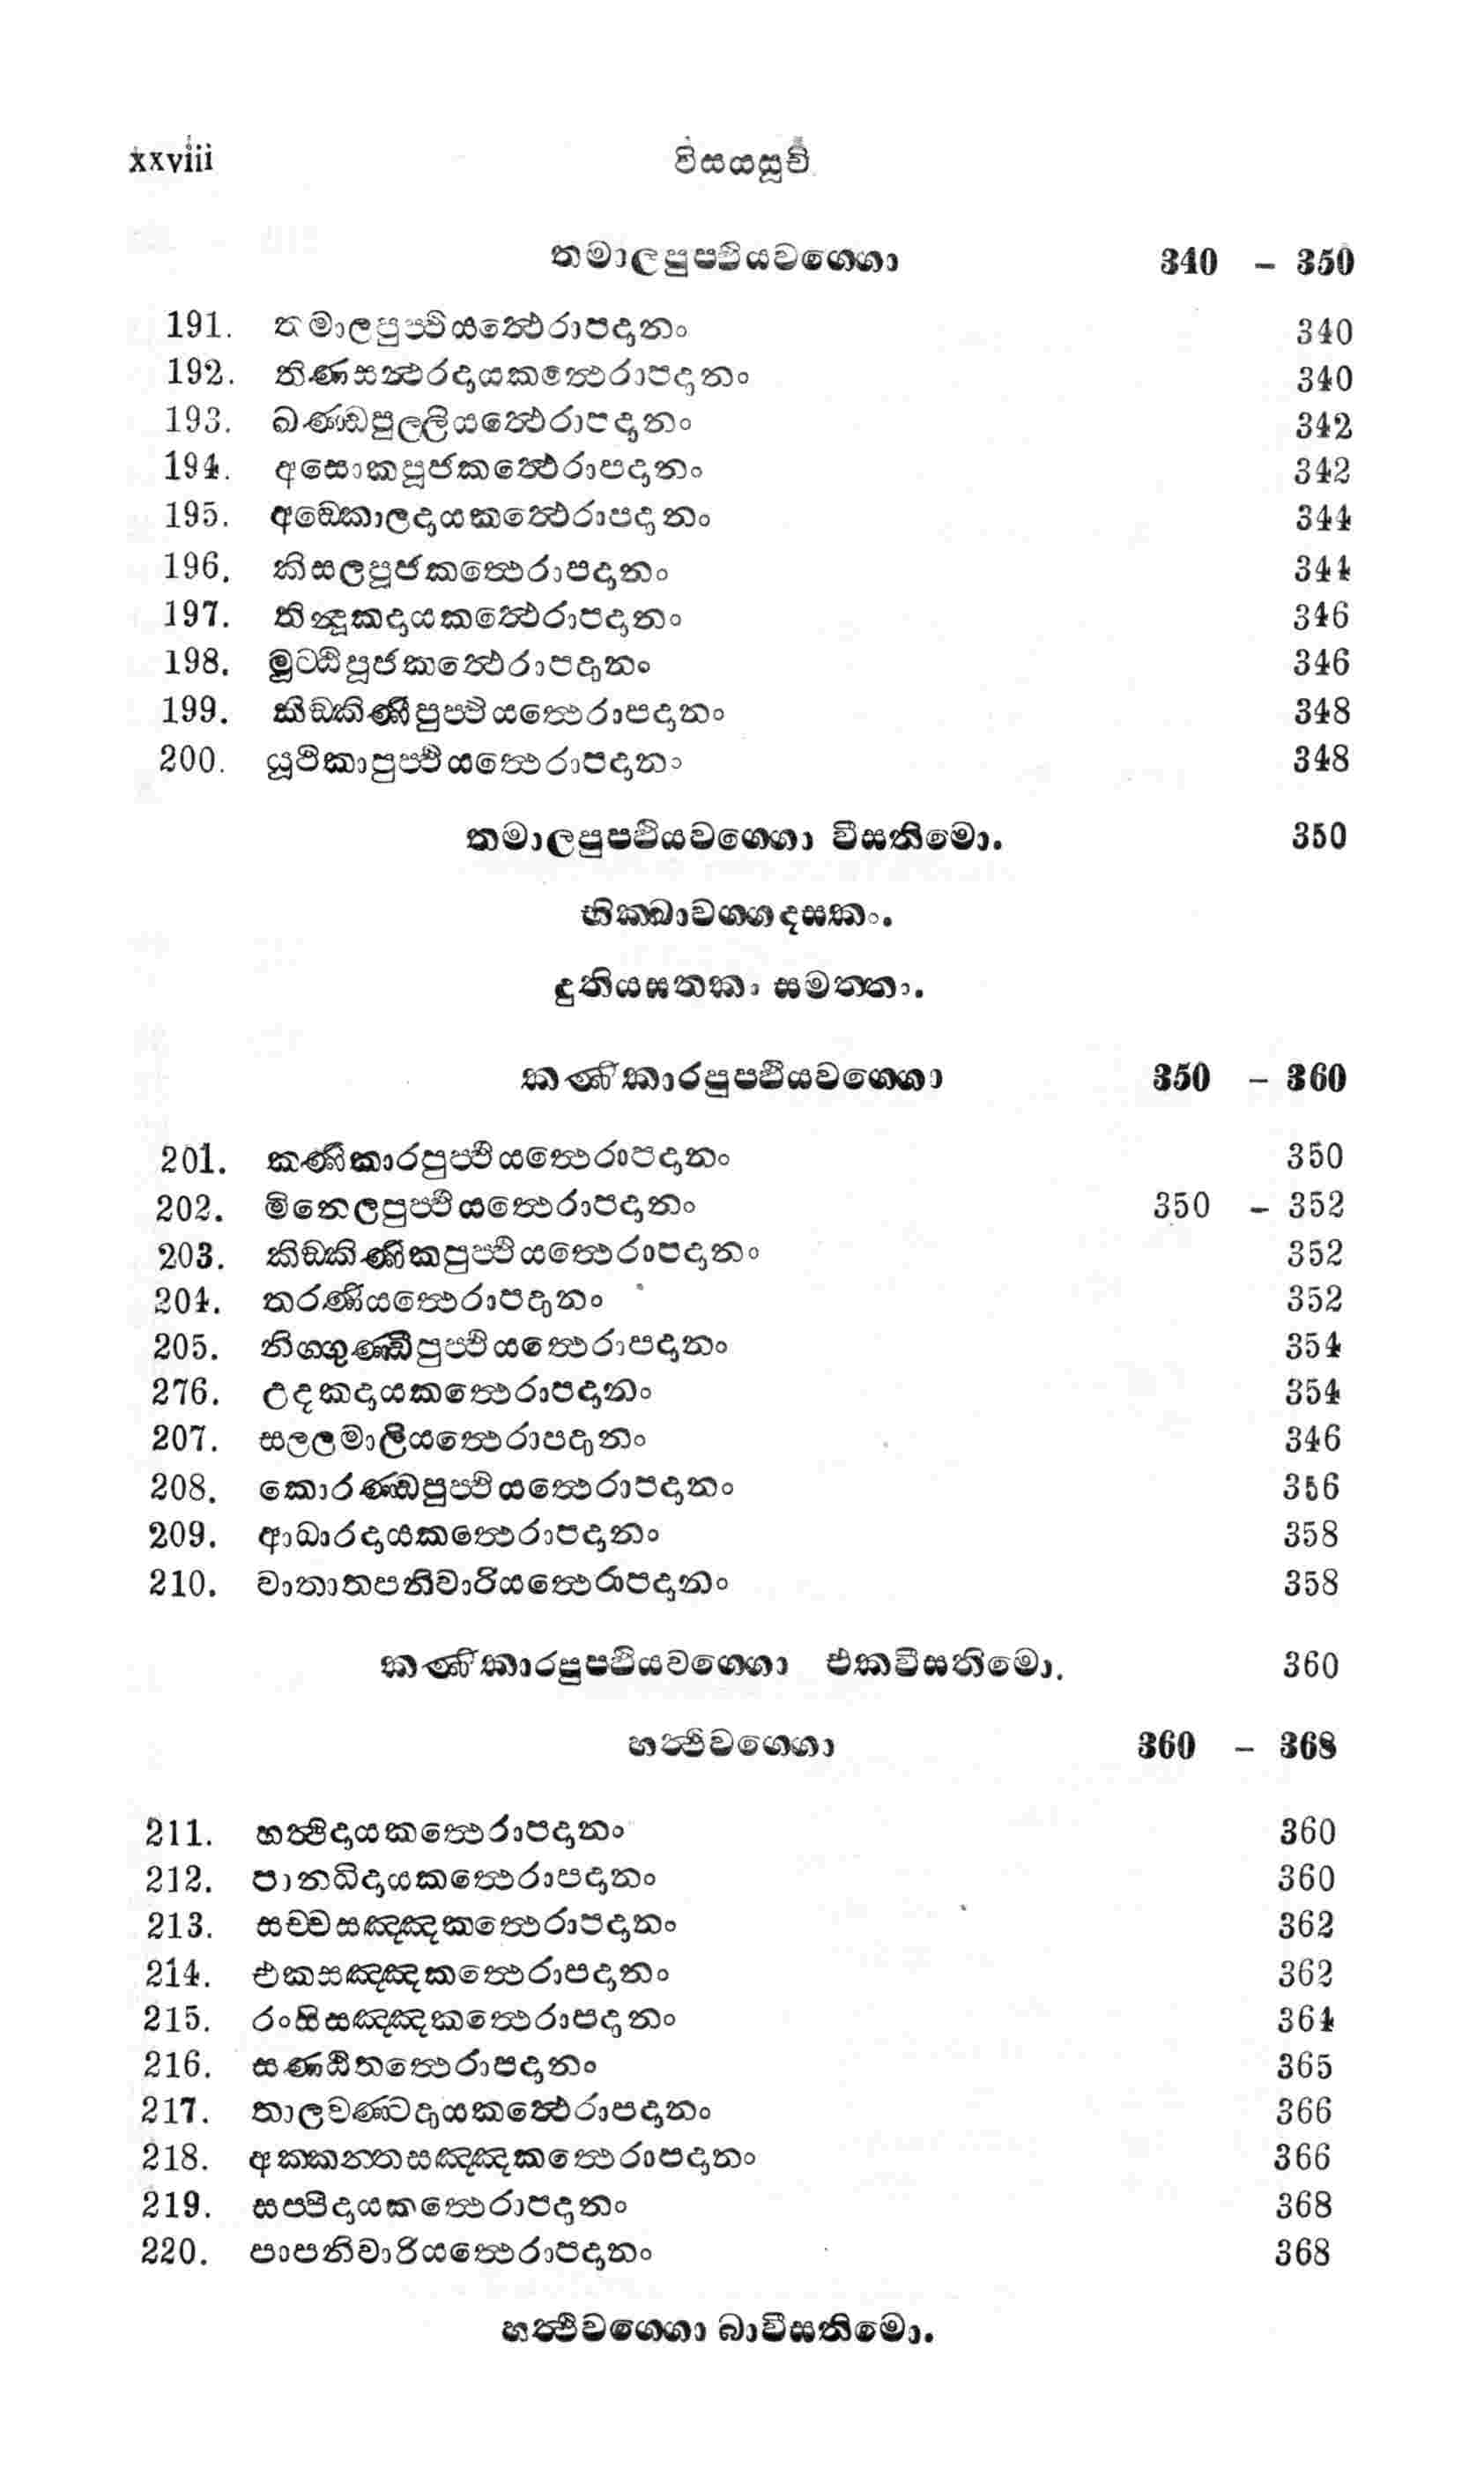 xxviii විසයසූචි
තමාලපුප්ඵියවග්ගො 340 – 350
191. තමාලපුප්ඵියත්ථෙරාපදානං 340
192. තිණසන්ථරදායකත්ථෙරාපදානං 340
193. ඛණ්ඩපුල්ලියත්ථෙරාපදානං 342
194. අසොකපූජකත්ථෙරාපදානං 342
195. අඞ්කොලදායකත්ථෙරාපදානං 344
196. කිසලපූජකත්ථෙරාපදානං 344
197. තින්දූකදායකත්ථෙරාපදානං 346
198. මුට්ඨිපූජකත්ථෙරාපදානං 346
199. කිඞ්කිණිපුප්ඵියත්ථෙරාපදානං 348
200. යූථිකාපුප්ඵියත්ථෙරාපදානං 348
තමාලපුප්ඵියවග්ගො වීසතිමො. 350
භික්ඛාවග්ගදසකං.
දුතියසතකං සමත්තං.
කණිකාරපුප්ඵියවග්ගො 350 – 360
201. කණිකාරපුප්ඵියත්ථෙරාපදානං 350
202. මිනෙලපුප්ඵියත්ථෙරාපදානං 350 – 352
203. කිඞ්කිණිකපුප්ඵියත්ථෙරාපදානං 352
204. තරණියත්ථෙරාපදානං 352
205. නිග්ගුණ්ඩිපුප්ඵියත්ථෙරාපදානං 354
276. උදකදායකත්ථෙරාපදානං 354
207. සලලමාලියත්ථෙරාපදානං 346
208. කොරණ්ඩපුප්ඵියත්ථෙරාපදානං 356
209. ආධාරදායකත්ථෙරාපදානං 358
210. වාතාතපනිවාරියත්ථෙරාපදානං 358
කණිකාරපුප්ඵියවග්ගො එකවීසතිමො. 360
හත්ථිවග්ගො 360 – 368
211. හත්ථිදායකත්ථෙරාපදානං 360
212. පානධිදායකත්ථෙරාපදානං 360
213. සච්චසඤ්ඤකත්ථෙරාපදානං 362
214. එකසඤ්ඤකත්ථෙරාපදානං 362
215. රංසිසඤ්ඤකත්ථෙරාපදානං 364
216. සණ්ඨිතත්ථෙරාපදානං 365
217. තාලවණ්ටදායකත්ථෙරාපදානං 366
218. අක්කන්තසඤ්ඤකත්ථෙරාපදානං 366
219. සප්පිදායකත්ථෙරාපදානං 368
220. පාපනිවාරියත්ථෙරාපදානං 368
හත්ථිවග්ගො බාවීසතිමො.